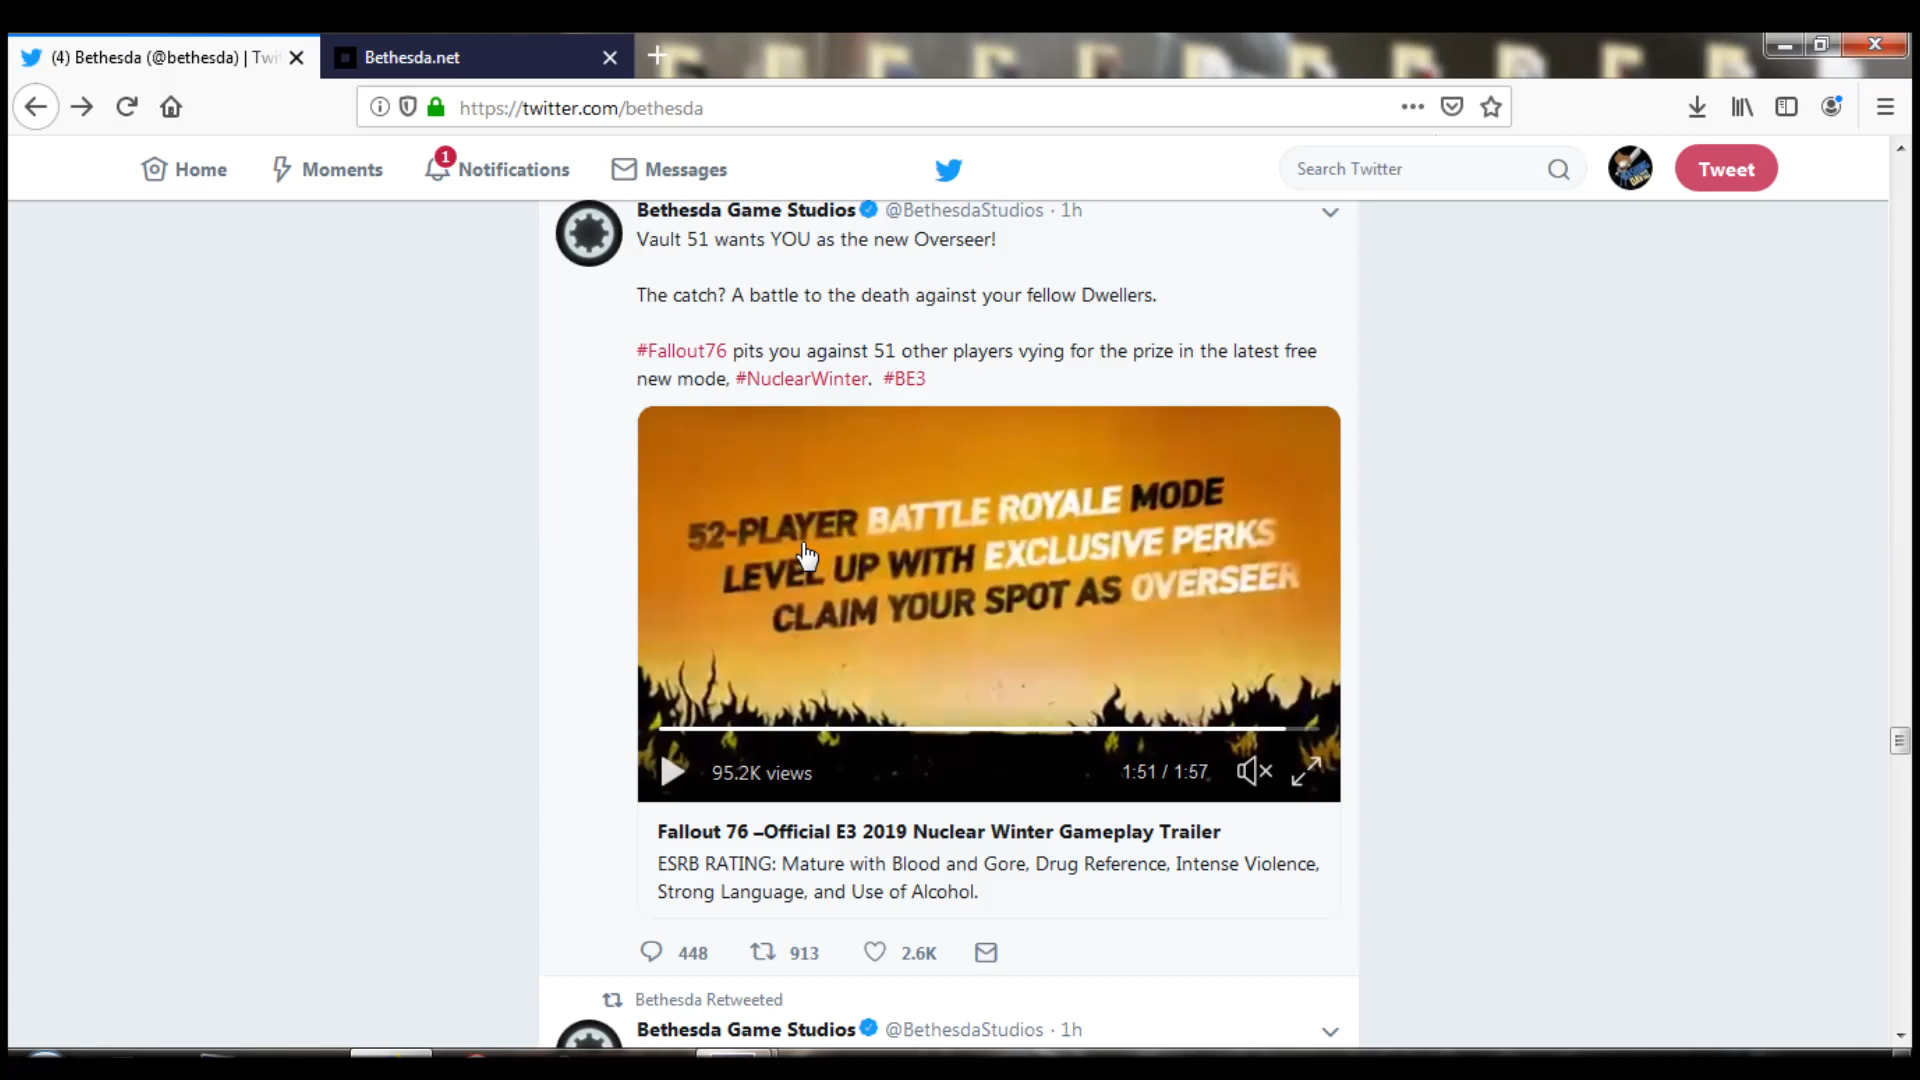 (4) Bethesda (@bethesda) | Twi
Bethesda.net
https://twitter.com/bethesda
Home
Moments
1
Notifications
Messages
Search Twitter
Tweet
Bethesda Game Studios @BethesdaStudios · 1h
Vault 51 wants YOU as the new Overseer!
The catch? A battle to the death against your fellow Dwellers.
#Fallout76 pits you against 51 other players vying for the prize in the latest free
new mode, #NuclearWinter. #BE3
52-PLAYER BATTLE ROYALE MODE
LEVEL UP WITH EXCLUSIVE PERKS
CLAIM YOUR SPOT AS OVERSEER
95.2K views
1:51 / 1:57
Fallout 76 –Official E3 2019 Nuclear Winter Gameplay Trailer
ESRB RATING: Mature with Blood and Gore, Drug Reference, Intense Violence,
Strong Language, and Use of Alcohol.
448
913
2.6K
Bethesda Retweeted
Bethesda Game Studios @BethesdaStudios · 1h